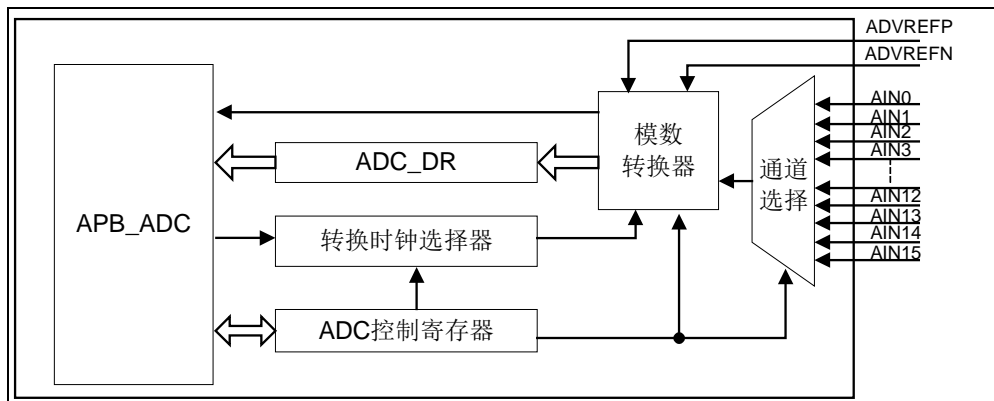 ADVREFP
ADVREFN
AIN0
AIN1
AIN2
AIN3
AIN12
AIN13
AIN14
AIN15
模数
转换器
通道
选择
ADC_DR
APB_ADC
转换时钟选择器
ADC控制寄存器